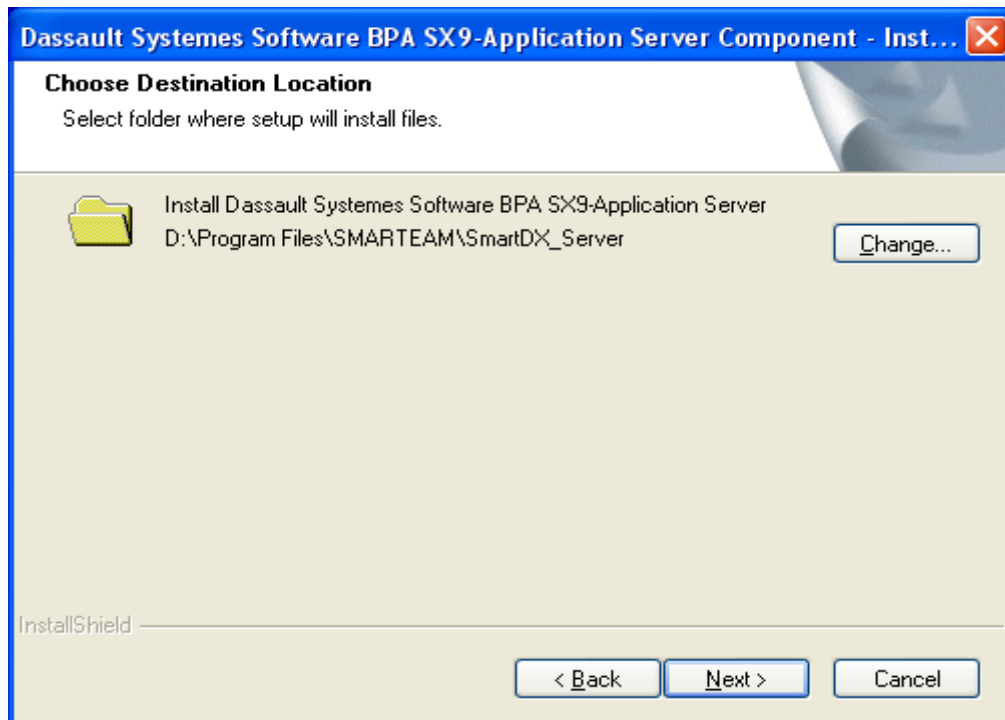 Dassault Systemes Software BPA SX9-Application Server Component - Inst...
Choose Destination Location
Select folder where setup will install files.
Install Dassault Systemes Software BPA SX9-Application Server
D:\Program Files\SMARTEAM\SmartDX_Server
Change...
InstallShield
< Back
Next >
Cancel